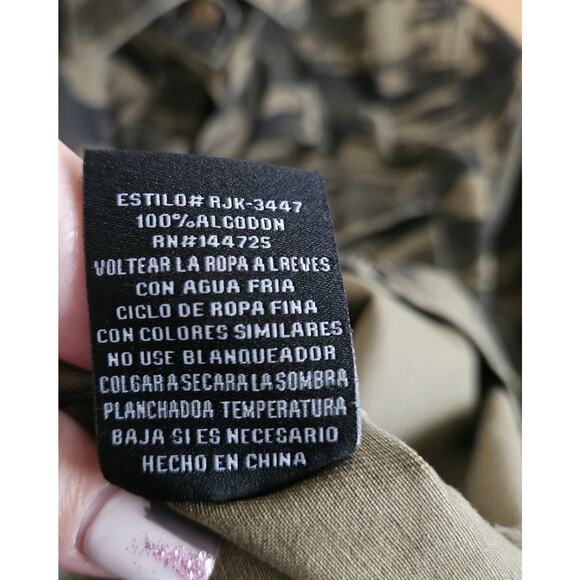 ESTILO# RJK-3447
100%ALGODON
RN#144725
VOLTEAR LA ROPA A LREVES
CON AGUA FRIA
CICLO DE ROPA FINA
CON COLORES SIMILARES
NO USE BLANQUEADOR
COLGAR A SECAR A LA SOMBRA
PLANCHADOA TEMPERATURA
BAJA SI ES NECESARIO
HECHO EN CHINA